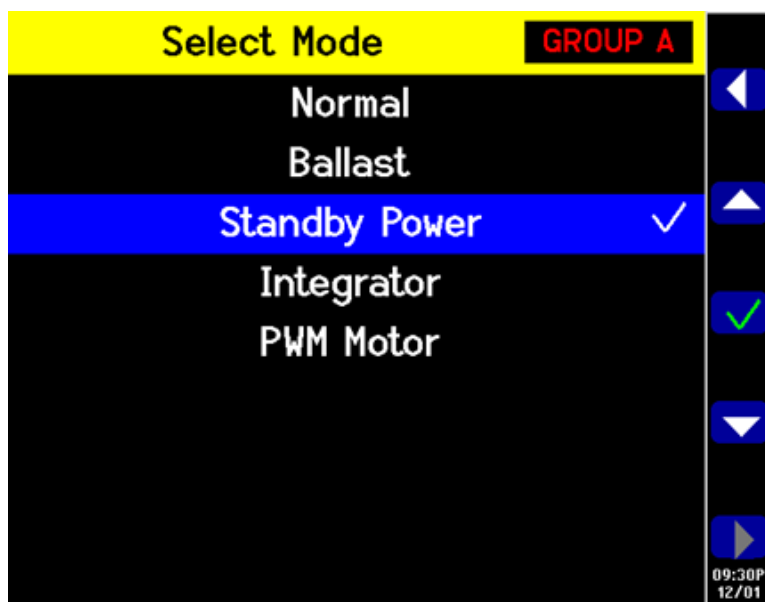 Select Mode GROUP A
Normal
Ballast
Standby Power
Integrator
PWM Motor
09:30P
12/01